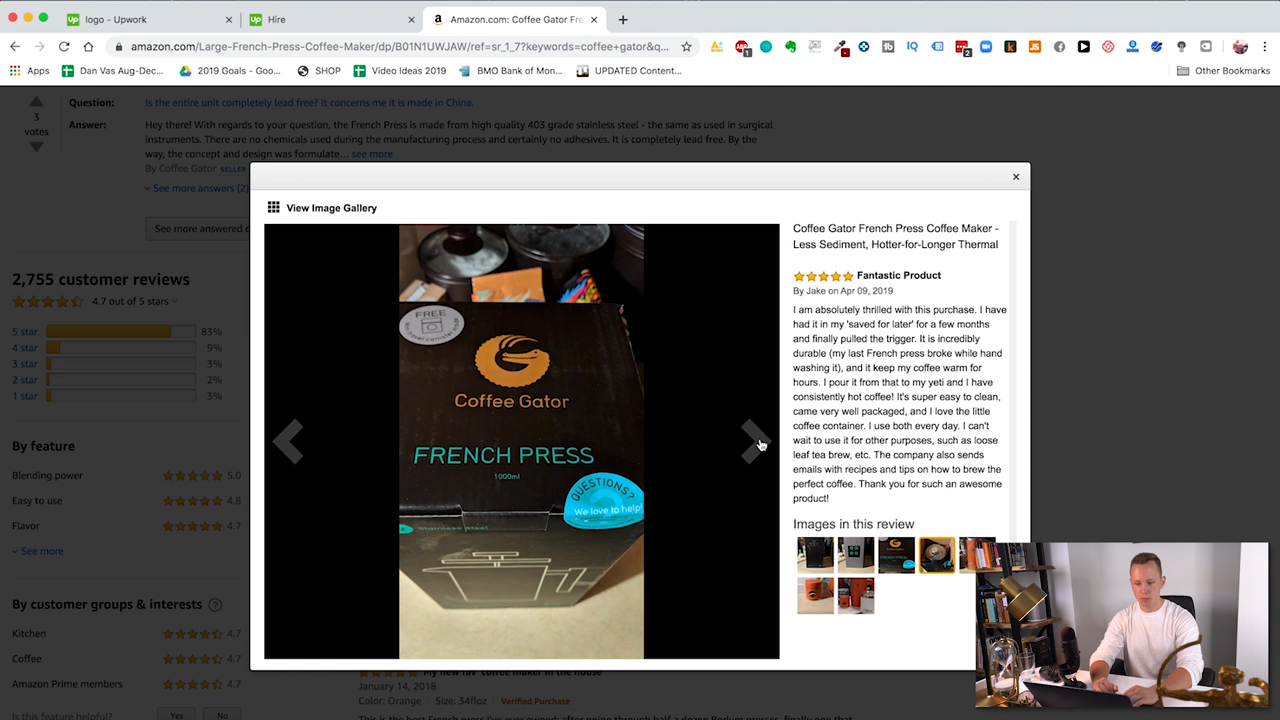 logo - Upwork
Hire
Amazon.com: Coffee Gator Fre
amazon.com/Large-French-Press-Coffee-Maker/dp/B01N1UWJAW/ref=sr_1_7?keywords=coffee+gator&q...
Apps
Dan Vas Aug-Dec...
2019 Goals - Goo...
SHOP
Video Ideas 2019
BMO Bank of Mon...
UPDATED Content...
Other Bookmarks
3
votes
Question:
Is the entire unit completely lead free? It concerns me it is made in China.
Answer:
Hey there! With regards to your question, the French Press is made from high quality 403 grade stainless steel - the same as used in surgical
instruments. There are no chemicals used during the manufacturing process and certainly no adhesives. It is completely lead free. By the
way, the concept and design was formulate... see more
By Coffee Gator SELLER
See more answers (2)
See more answered
2,755 customer reviews
4.7 out of 5 stars
5 star 83%
4 star 9%
3 star 3%
2 star 2%
1 star 3%
By feature
Blending power 5.0
Easy to use 4.8
Flavor 4.7
See more
By customer groups & interests
Kitchen 4.7
Coffee 4.7
Amazon Prime members 4.7
Is this feature helpful? Yes No
View Image Gallery
FREE
Coffee Gator
FRENCH PRESS
1000ml
QUESTIONS?
We love to help!
Stainless steel
Coffee Gator French Press Coffee Maker -
Less Sediment, Hotter-for-Longer Thermal
Fantastic Product
By Jake on Apr 09, 2019
I am absolutely thrilled with this purchase. I have
had it in my 'saved for later' for a few months
and finally pulled the trigger. It is incredibly
durable (my last French press broke while hand
washing it), and it keep my coffee warm for
hours. I pour it from that to my yeti and I have
consistently hot coffee! It's super easy to clean,
came very well packaged, and I love the little
coffee container. I use both every day. I can't
wait to use it for other purposes, such as loose
leaf tea brew, etc. The company also sends
emails with recipes and tips on how to brew the
perfect coffee. Thank you for such an awesome
product!
Images in this review
My new fav coffee maker in the house
January 14, 2018
Color: Orange Size: 34floz Verified Purchase